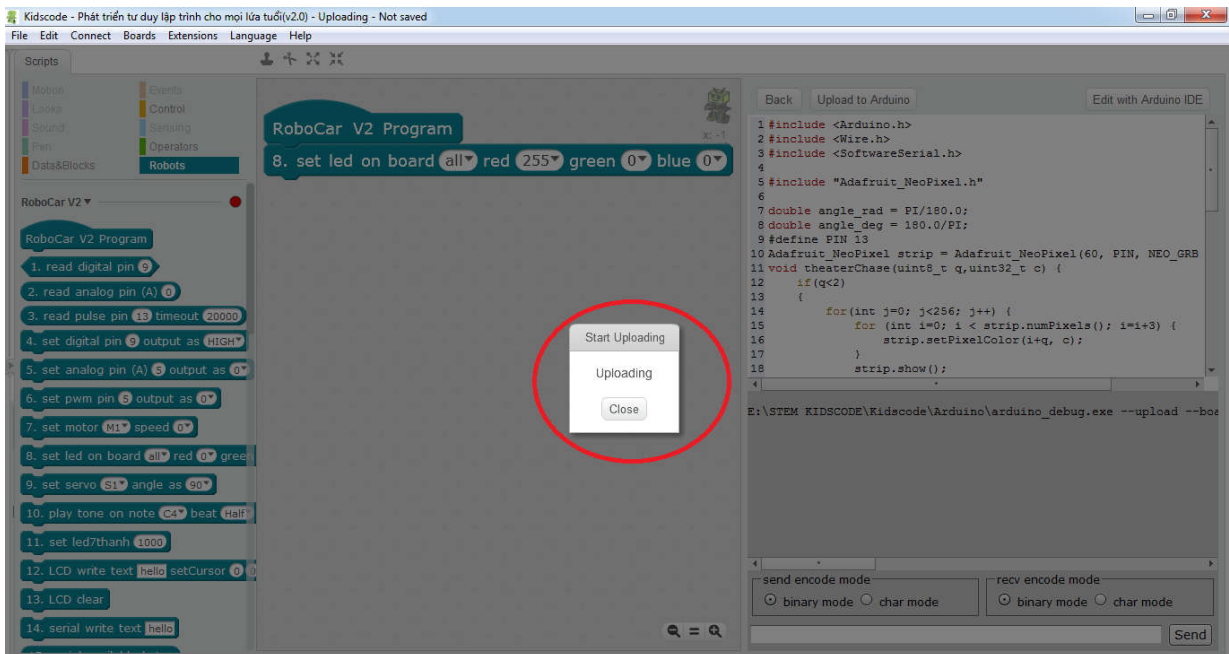 Kidscode - Phát triển tư duy lập trình cho mọi lứa tuổi(v2.0) - Uploading - Not saved
File Edit Connect Boards Extensions Language Help
Scripts
Motion Events
Looks Control
Sound Sensing
Pen Operators
Data&Blocks Robots
RoboCar V2
RoboCar V2 Program
1. read digital pin 9
2. read analog pin (A) 0
3. read pulse pin 13 timeout 20000
4. set digital pin 9 output as HIGH
5. set analog pin (A) 5 output as 0
6. set pwm pin 5 output as 0
7. set motor M1 speed 0
8. set led on board all red 0 green
9. set servo S1 angle as 90
10. play tone on note C4 beat Half
11. set led7thanh 1000
12. LCD write text hello setCursor 0 0
13. LCD clear
14. serial write text hello
RoboCar V2 Program
8. set led on board all red 255 green 0 blue 0
x: -1
Start Uploading
Uploading
Close
Back Upload to Arduino Edit with Arduino IDE
1 #include <Arduino.h>
2 #include <Wire.h>
3 #include <SoftwareSerial.h>
4
5 #include "Adafruit_NeoPixel.h"
6
7 double angle_rad = PI/180.0;
8 double angle_deg = 180.0/PI;
9 #define PIN 13
10 Adafruit_NeoPixel strip = Adafruit_NeoPixel(60, PIN, NEO_GRB
11 void theaterChase(uint8_t q,uint32_t c) {
12 if(q<2)
13 {
14 for(int j=0; j<256; j++) {
15 for (int i=0; i < strip.numPixels(); i=i+3) {
16 strip.setPixelColor(i+q, c);
17 }
18 strip.show();
E:\STEM KIDSCODE\Kidscode\Arduino\arduino_debug.exe --upload --boa
send encode mode recv encode mode
binary mode char mode binary mode char mode
Send